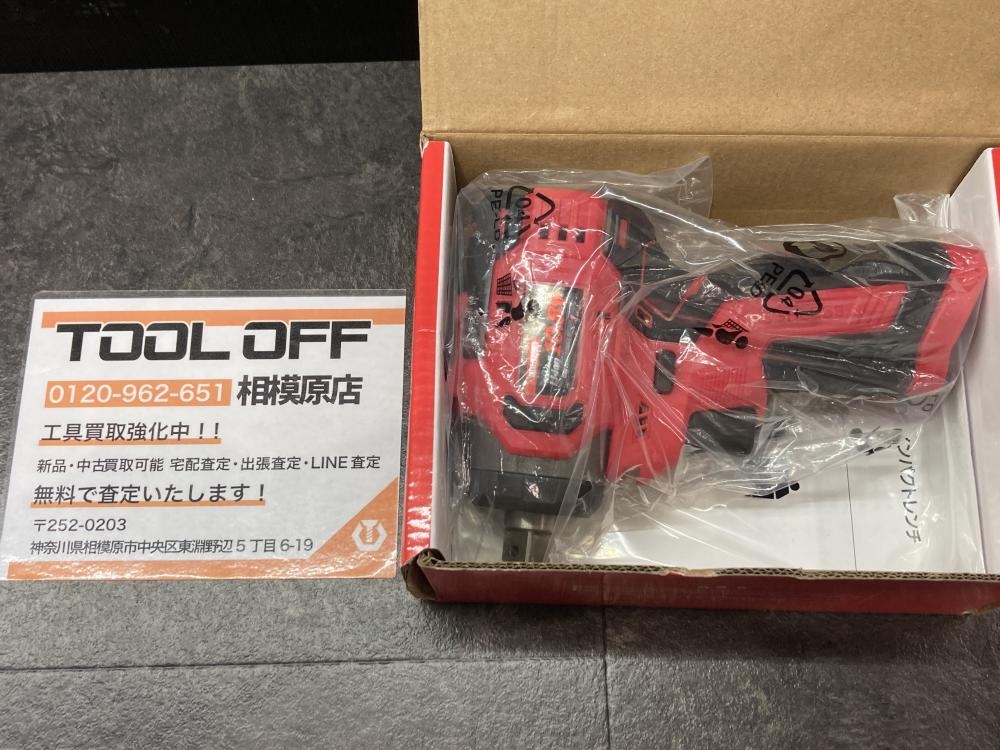 TOOL OFF
0120-962-651 相模原店
工具買取強化中!!
新品・中古買取可能 宅配査定・出張査定・LINE査定
無料で査定いたします!
〒252-0203
神奈川県相模原市中央区東淵野辺5丁目6-19
04
04
インパクトレンチ